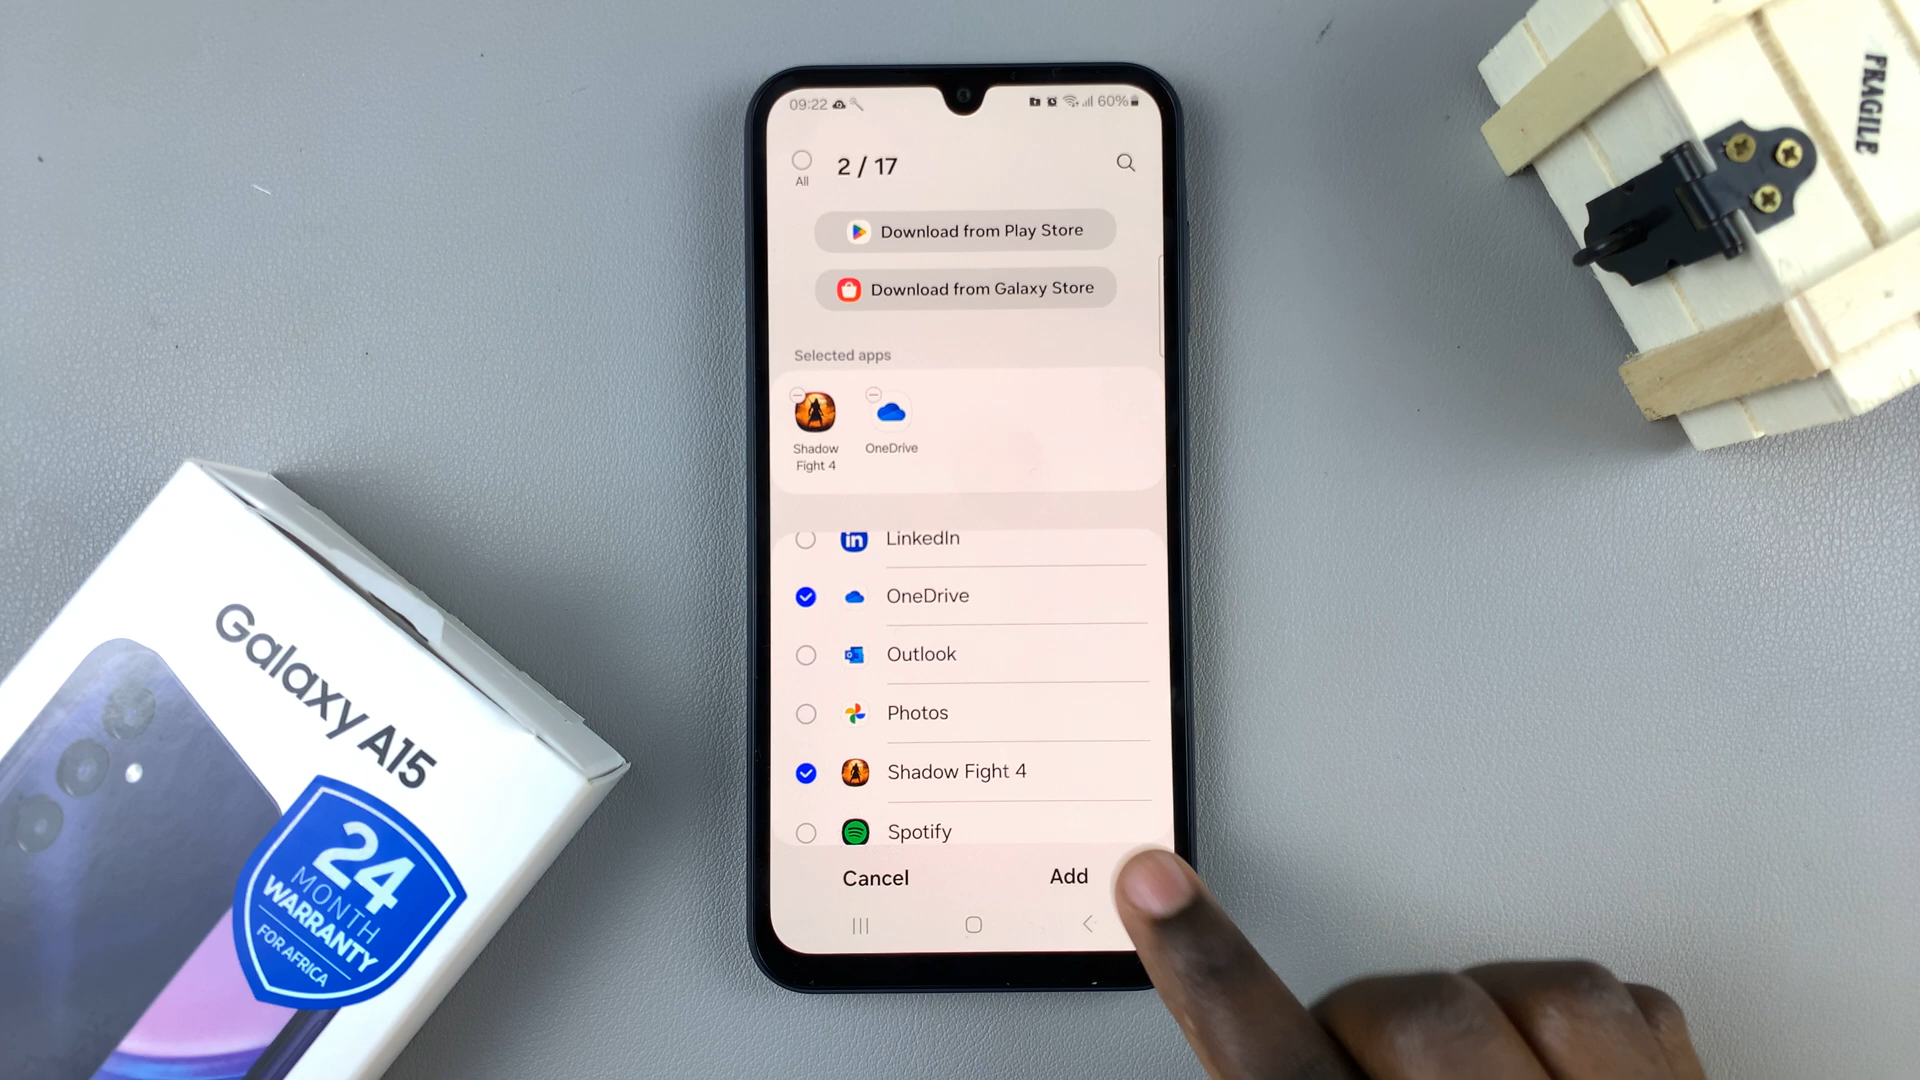 09:22
60%
All
2 / 17
Download from Play Store
Download from Galaxy Store
Selected apps
Shadow
Fight 4
OneDrive
in
LinkedIn
OneDrive
Outlook
Photos
Shadow Fight 4
Spotify
Cancel
Add
Galaxy A15
24
MONTH
WARRANTY
FOR AFRICA
FRAGILE